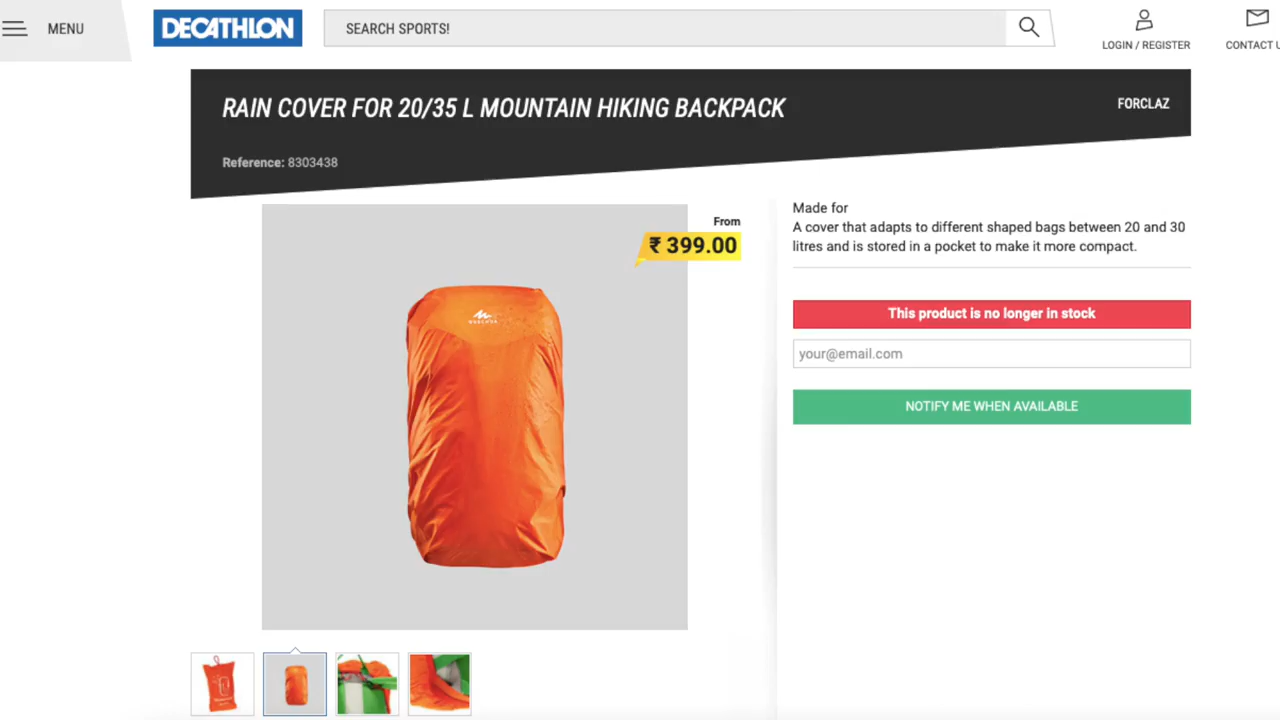 MENU
DECATHLON
SEARCH SPORTS!
LOGIN / REGISTER
CONTACT U
RAIN COVER FOR 20/35 L MOUNTAIN HIKING BACKPACK
FORCLAZ
Reference: 8303438
From
₹ 399.00
Made for
A cover that adapts to different shaped bags between 20 and 30
litres and is stored in a pocket to make it more compact.
This product is no longer in stock
your@email.com
NOTIFY ME WHEN AVAILABLE